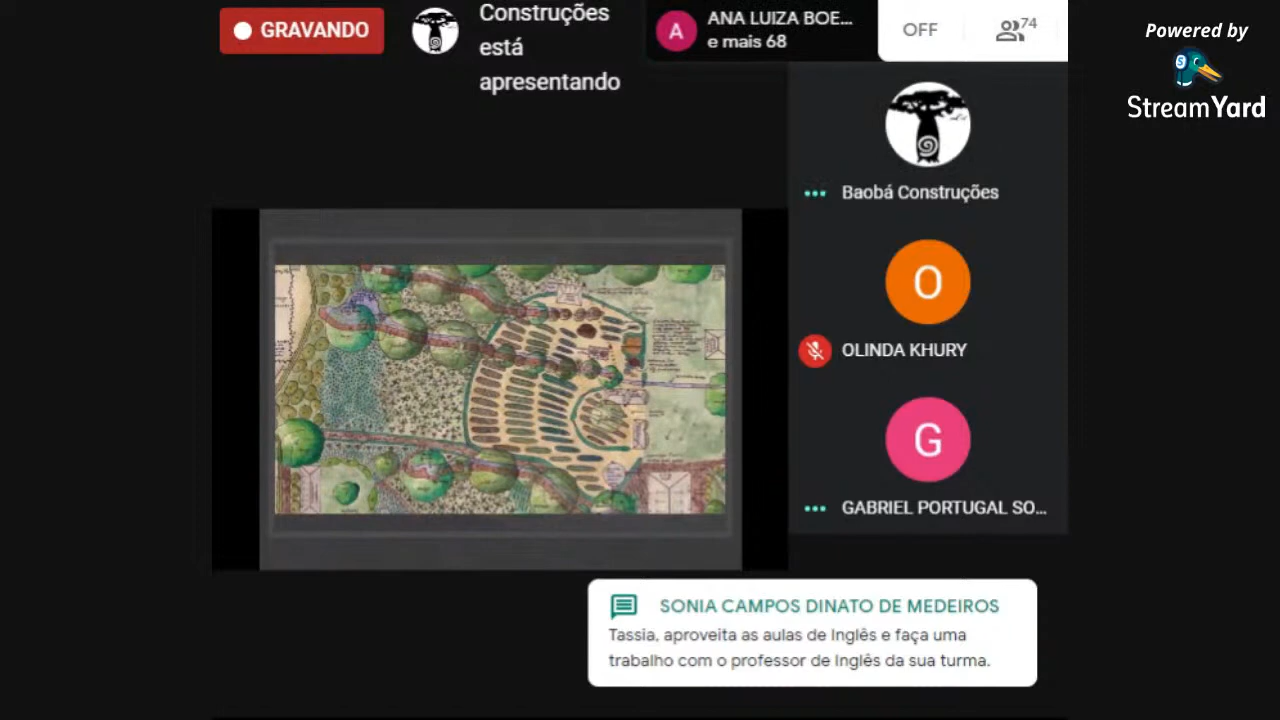 GRAVANDO
Construções
está
apresentando
A
ANA LUIZA BOE...
e mais 68
OFF
74
Powered by
S
StreamYard
Baobá Construções
O
OLINDA KHURY
G
GABRIEL PORTUGAL SO...
SONIA CAMPOS DINATO DE MEDEIROS
Tassia, aproveita as aulas de Inglês e faça uma
trabalho com o professor de Inglês da sua turma.